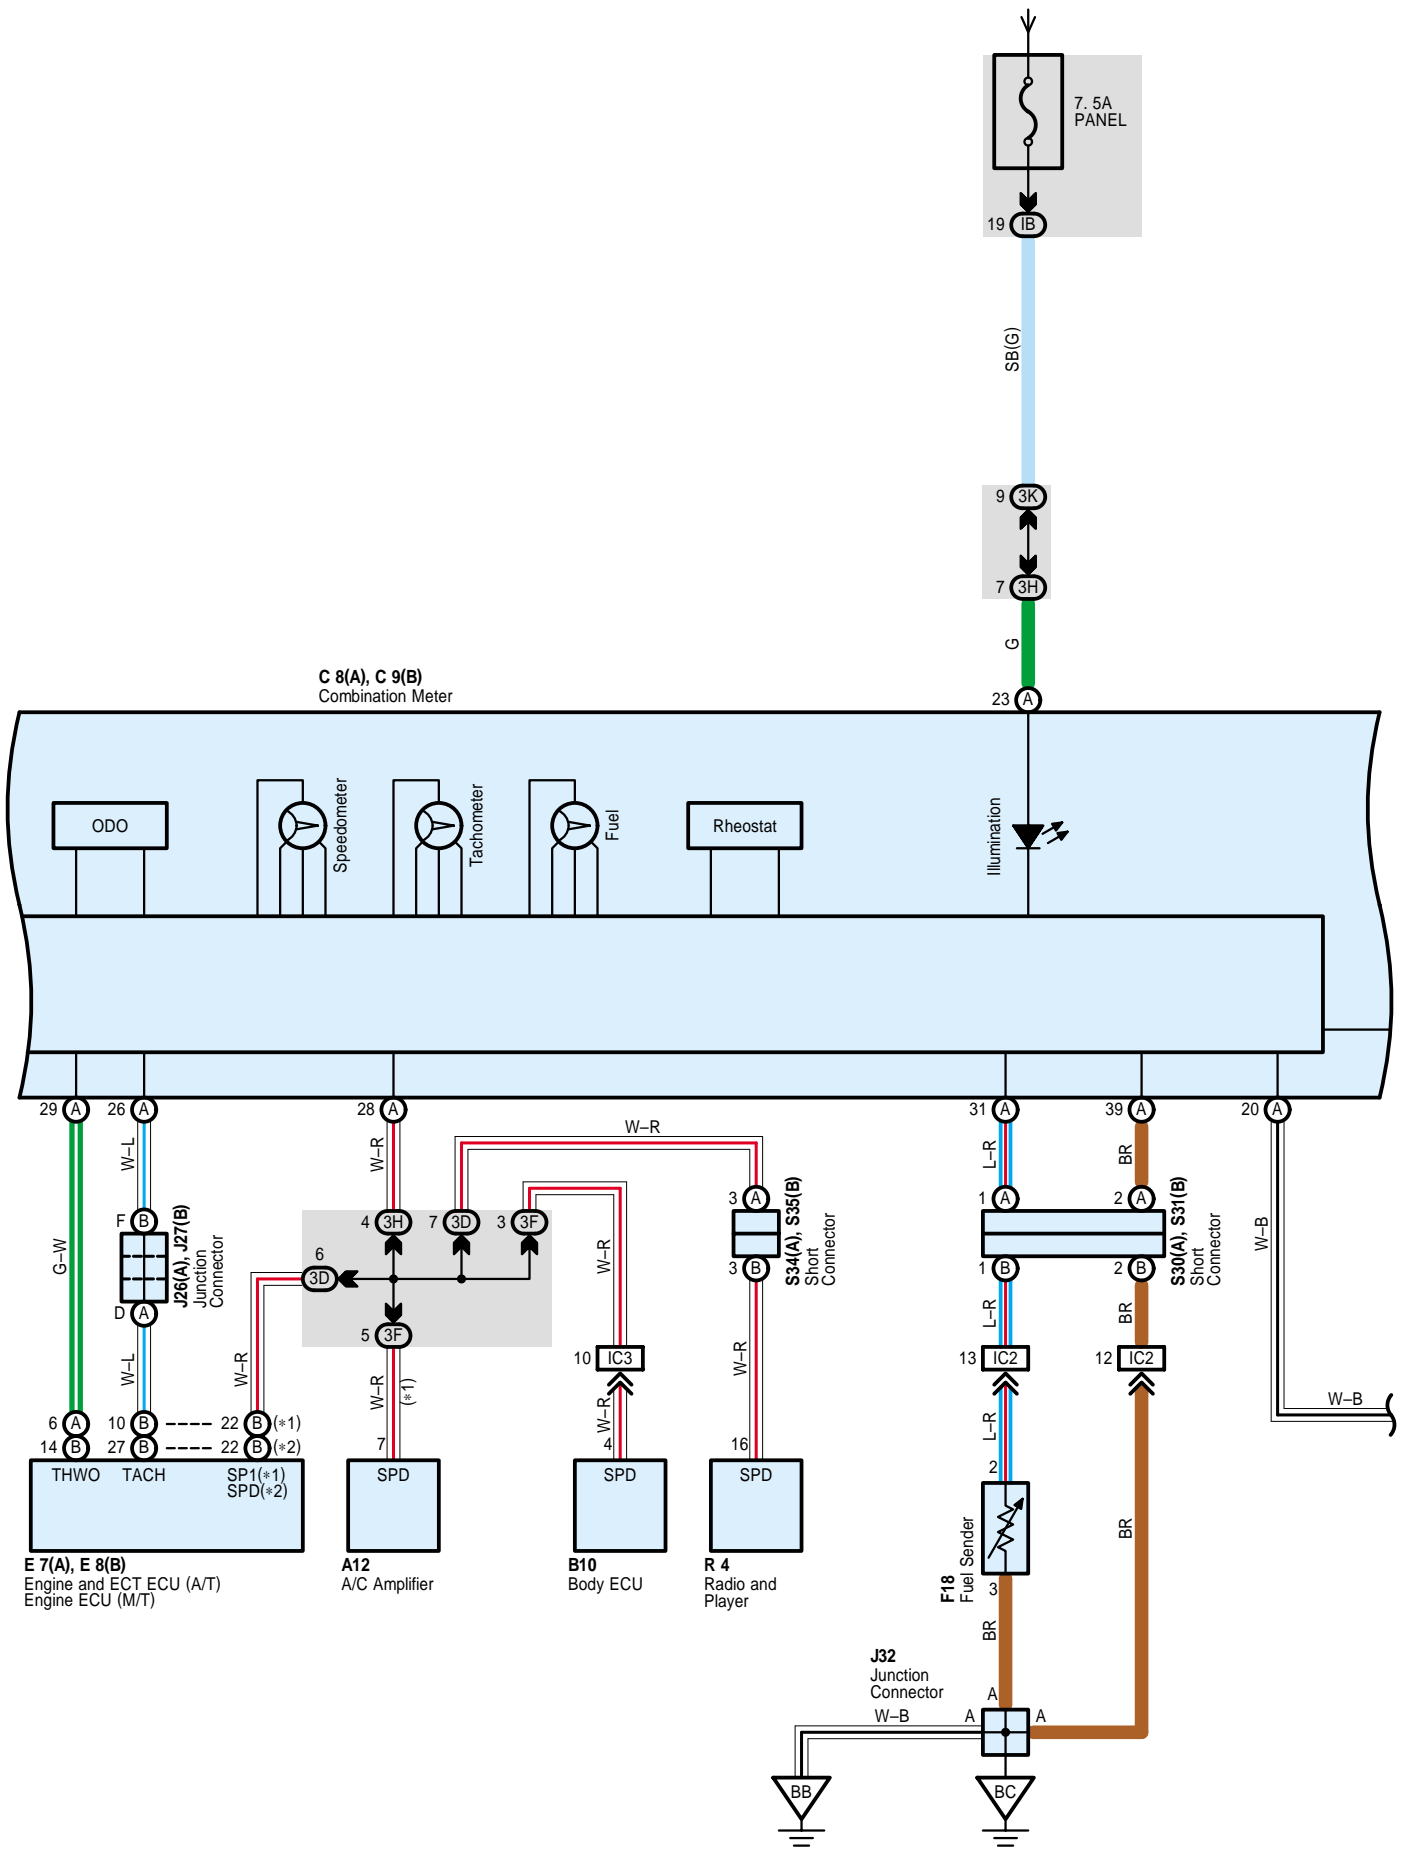 7. 5A
PANEL
19 IB
SB(G)
9 3K
7 3H
G
C 8(A), C 9(B)
Combination Meter
23 A
ODO
Speedometer
Tachometer
Fuel
Rheostat
Illumination
29 A
26 A
28 A
31 A
39 A
20 A
G–W
W–L
W–R
W–R
L–R
BR
W–B
F B
J26(A), J27(B)
Junction
Connector
D A
W–L
4 3H
7 3D
3 3F
6
3D
5 3F
W–R
W–R
(*1)
W–R
10 IC3
W–R
3 A
S34(A), S35(B)
Short
Connector
3 B
W–R
1 A
2 A
S30(A), S31(B)
Short
Connector
1 B
2 B
L–R
BR
13 IC2
12 IC2
L–R
W–B
6 A
10 B
22 B (*1)
14 B
27 B
22 B (*2)
7
4
16
2
THWO
TACH
SP1(*1)
SPD(*2)
SPD
SPD
SPD
E 7(A), E 8(B)
Engine and ECT ECU (A/T)
Engine ECU (M/T)
A12
A/C Amplifier
B10
Body ECU
R 4
Radio and
Player
F18
Fuel Sender
3
BR
BR
J32
Junction
Connector
A
W–B
A
A
BB
BC